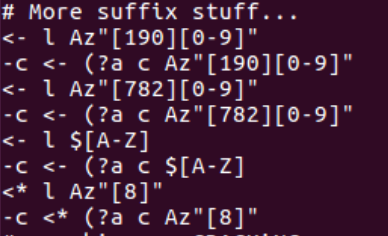 # More suffix stuff...
<- l Az"[190][0-9]"
-c <- (?a c Az"[190][0-9]"
<- l Az"[782][0-9]"
-c <- (?a c Az"[782][0-9]"
<- l $[A-Z]
-c <- (?a c $[A-Z]
<* l Az"[8]"
-c <* (?a c Az"[8]"